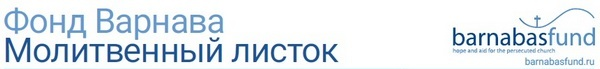 Фонд Варнава
Молитвенный листок
barnabasfund
hope and aid for the persecuted church
barnabasfund.ru